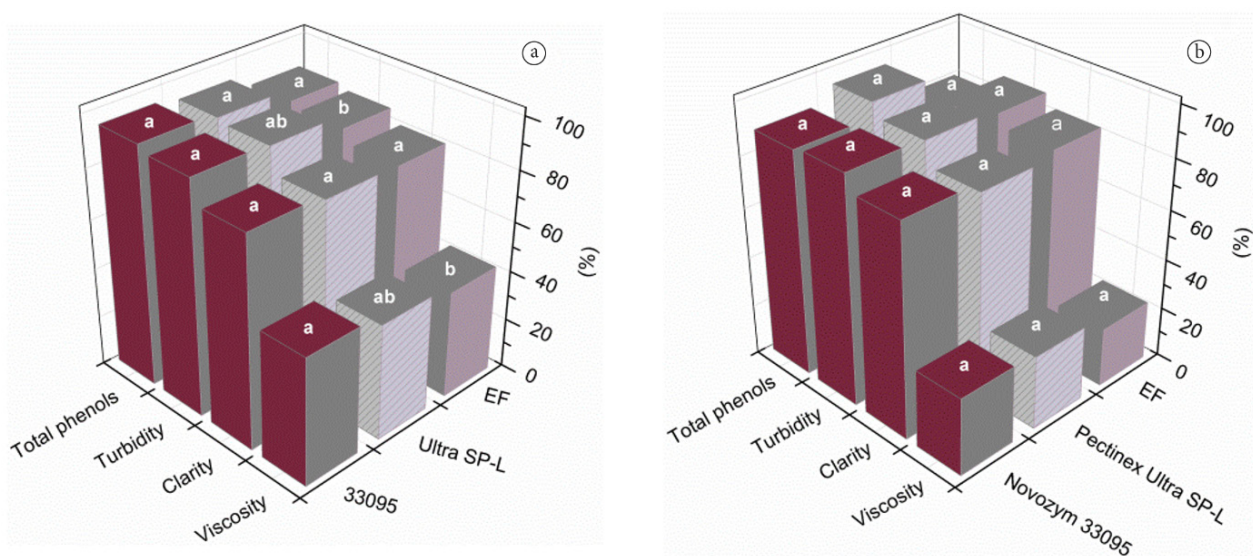 a
a
a
a
a
a
ab
a
ab
a
b
a
b
100
80
60
40
20
0
(%)
Total phenols
Turbidity
Clarity
Viscosity
33095
Ultra SP-L
EF
b
a
a
a
a
a
a
a
a
a
a
a
a
100
80
60
40
20
0
(%)
Total phenols
Turbidity
Clarity
Viscosity
Novozym 33095
Pectinex Ultra SP-L
EF